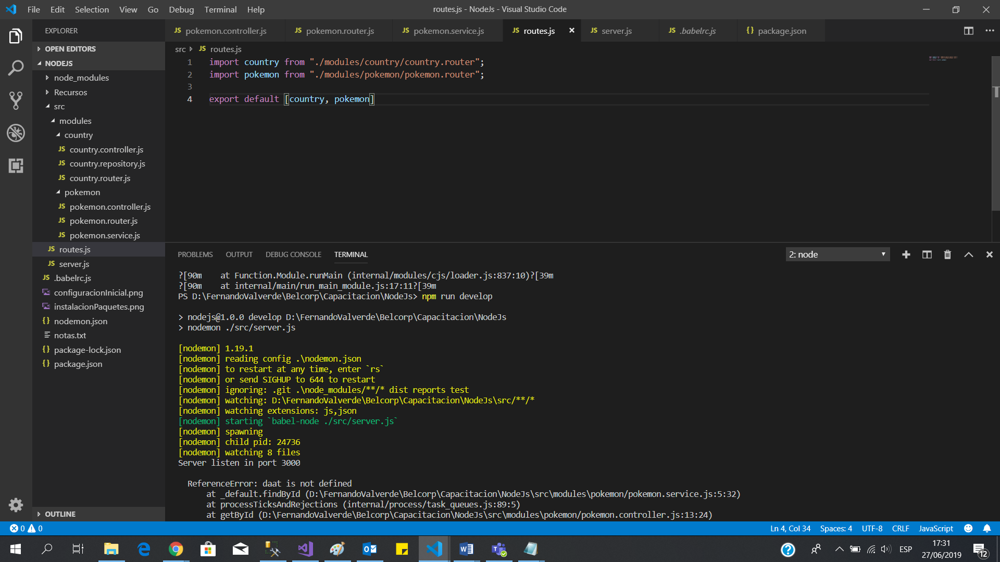 File Edit Selection View Go Debug Terminal Help
routes.js - NodeJs - Visual Studio Code
EXPLORER
OPEN EDITORS
NODEJS
node_modules
Recursos
src
modules
country
JS country.controller.js
JS country.repository.js
JS country.router.js
pokemon
JS pokemon.controller.js
JS pokemon.router.js
JS pokemon.service.js
JS routes.js
JS server.js
JS .babelrc.js
configuracionInicial.png
instalacionPaquetes.png
{} nodemon.json
notas.txt
{} package-lock.json
{} package.json
OUTLINE
JS pokemon.controller.js JS pokemon.router.js JS pokemon.service.js JS routes.js JS server.js JS .babelrc.js {} package.json
src JS routes.js
1 import country from "./modules/country/country.router";
2 import pokemon from "./modules/pokemon/pokemon.router";
3
4 export default [country, pokemon]
PROBLEMS OUTPUT DEBUG CONSOLE TERMINAL 2: node
?[90m    at Function.Module.runMain (internal/modules/cjs/loader.js:837:10)?[39m
?[90m    at internal/main/run_main_module.js:17:11?[39m
PS D:\FernandoValverde\Belcorp\Capacitacion\NodeJs> npm run develop
> nodejs@1.0.0 develop D:\FernandoValverde\Belcorp\Capacitacion\NodeJs
> nodemon ./src/server.js
[nodemon] 1.19.1
[nodemon] reading config .\nodemon.json
[nodemon] to restart at any time, enter `rs`
[nodemon] or send SIGHUP to 644 to restart
[nodemon] ignoring: .git .\node_modules/**/* dist reports test
[nodemon] watching: D:\FernandoValverde\Belcorp\Capacitacion\NodeJs\src/**/*
[nodemon] watching extensions: js,json
[nodemon] starting `babel-node ./src/server.js`
[nodemon] spawning
[nodemon] child pid: 24736
[nodemon] watching 8 files
Server listen in port 3000
ReferenceError: daat is not defined
at _default.findById (D:\FernandoValverde\Belcorp\Capacitacion\NodeJs\src\modules\pokemon/pokemon.service.js:5:32)
at processTicksAndRejections (internal/process/task_queues.js:89:5)
at getById (D:\FernandoValverde\Belcorp\Capacitacion\NodeJs\src\modules\pokemon/pokemon.controller.js:13:24)
0 0 Ln 4, Col 34 Spaces: 4 UTF-8 CRLF JavaScript
ESP
17:31
27/06/2019
12